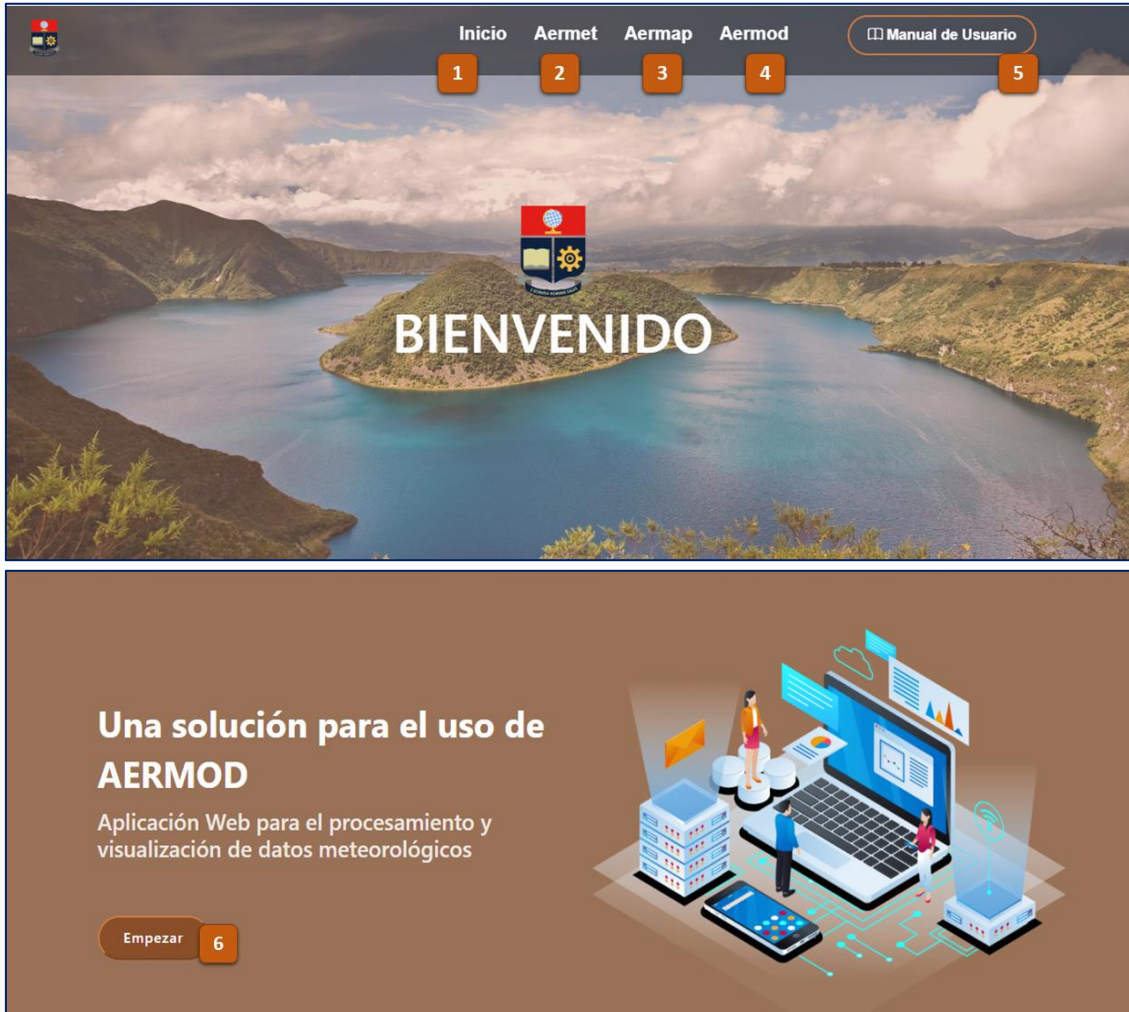 Inicio Aermet Aermap Aermod Manual de Usuario
1 2 3 4 5
BIENVENIDO
Una solución para el uso de
AERMOD
Aplicación Web para el procesamiento y
visualización de datos meteorológicos
Empezar 6